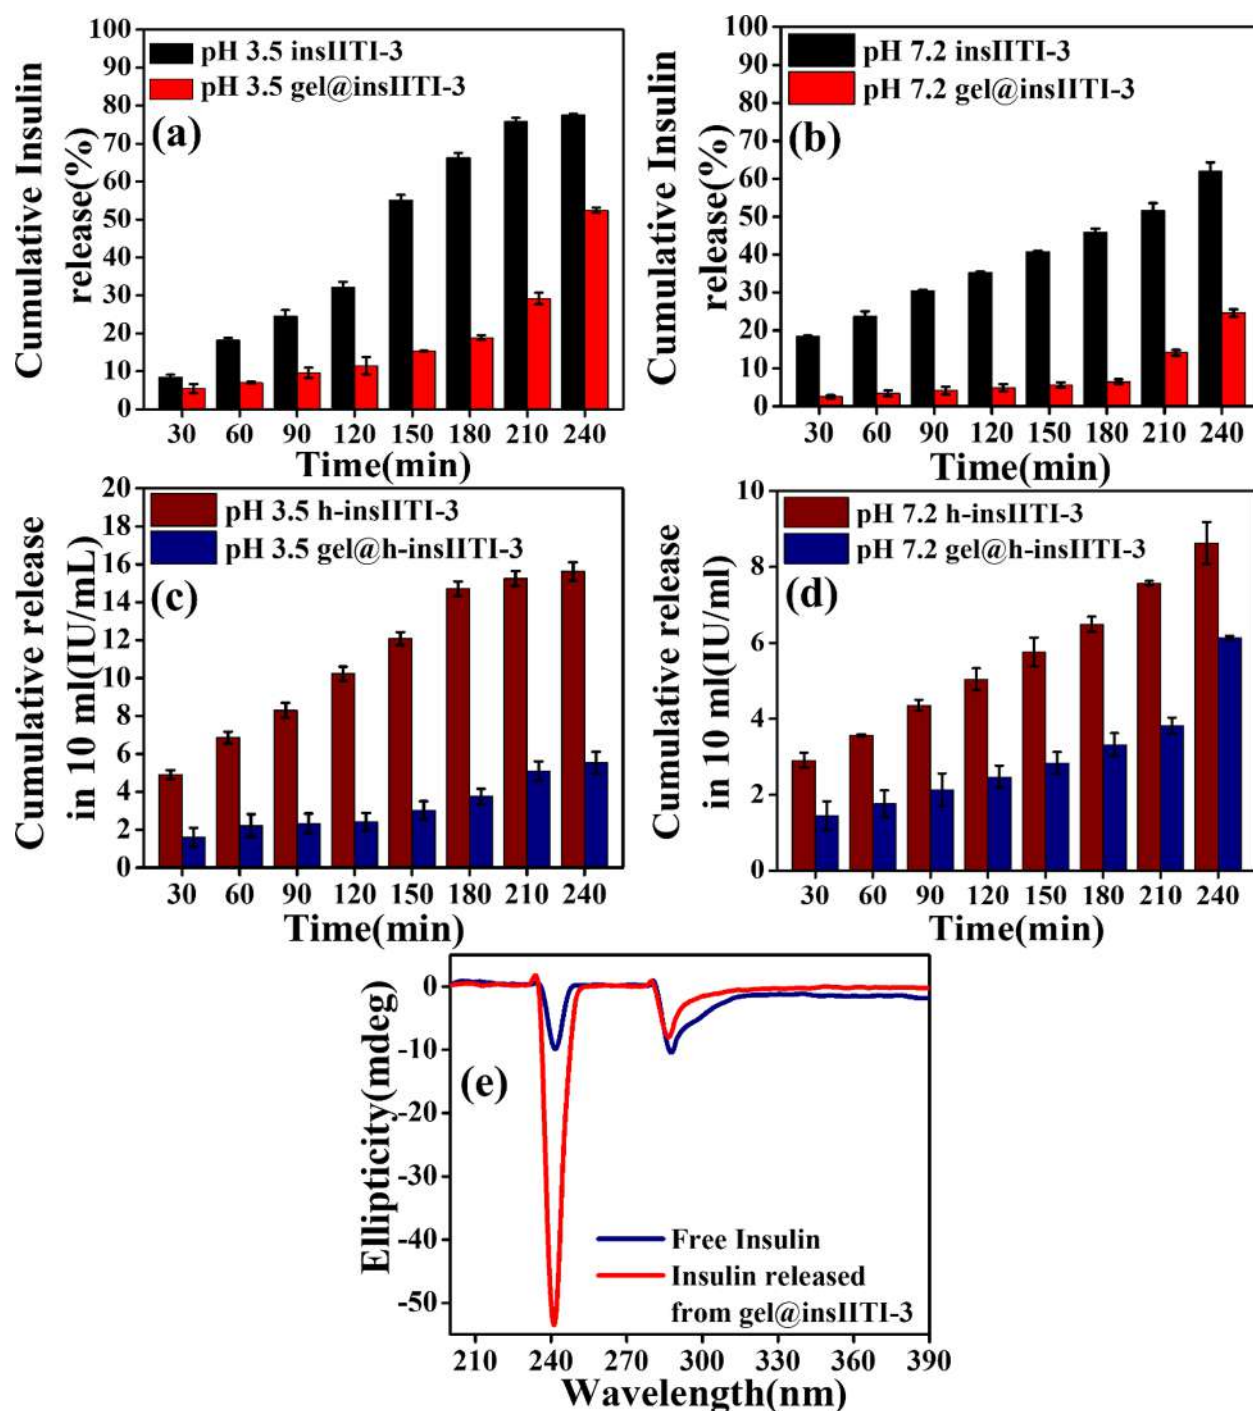 Cumulative Insulin
release(%)
100
90
80
70
60
50
40
30
20
10
0
pH 3.5 insIITI-3
pH 3.5 gel@insIITI-3
(a)
30 60 90 120 150 180 210 240
Time(min)
Cumulative Insulin
release(%)
100
90
80
70
60
50
40
30
20
10
0
pH 7.2 insIITI-3
pH 7.2 gel@insIITI-3
(b)
30 60 90 120 150 180 210 240
Time(min)
Cumulative release
in 10 ml(IU/mL)
20
18
16
14
12
10
8
6
4
2
0
pH 3.5 h-insIITI-3
pH 3.5 gel@h-insIITI-3
(c)
30 60 90 120 150 180 210 240
Time(min)
Cumulative release
in 10 ml(IU/ml)
10
8
6
4
2
0
pH 7.2 h-insIITI-3
pH 7.2 gel@h-insIITI-3
(d)
30 60 90 120 150 180 210 240
Time(min)
Ellipticity(mdeg)
0
-10
-20
-30
-40
-50
(e)
Free Insulin
Insulin released
from gel@insIITI-3
210 240 270 300 330 360 390
Wavelength(nm)